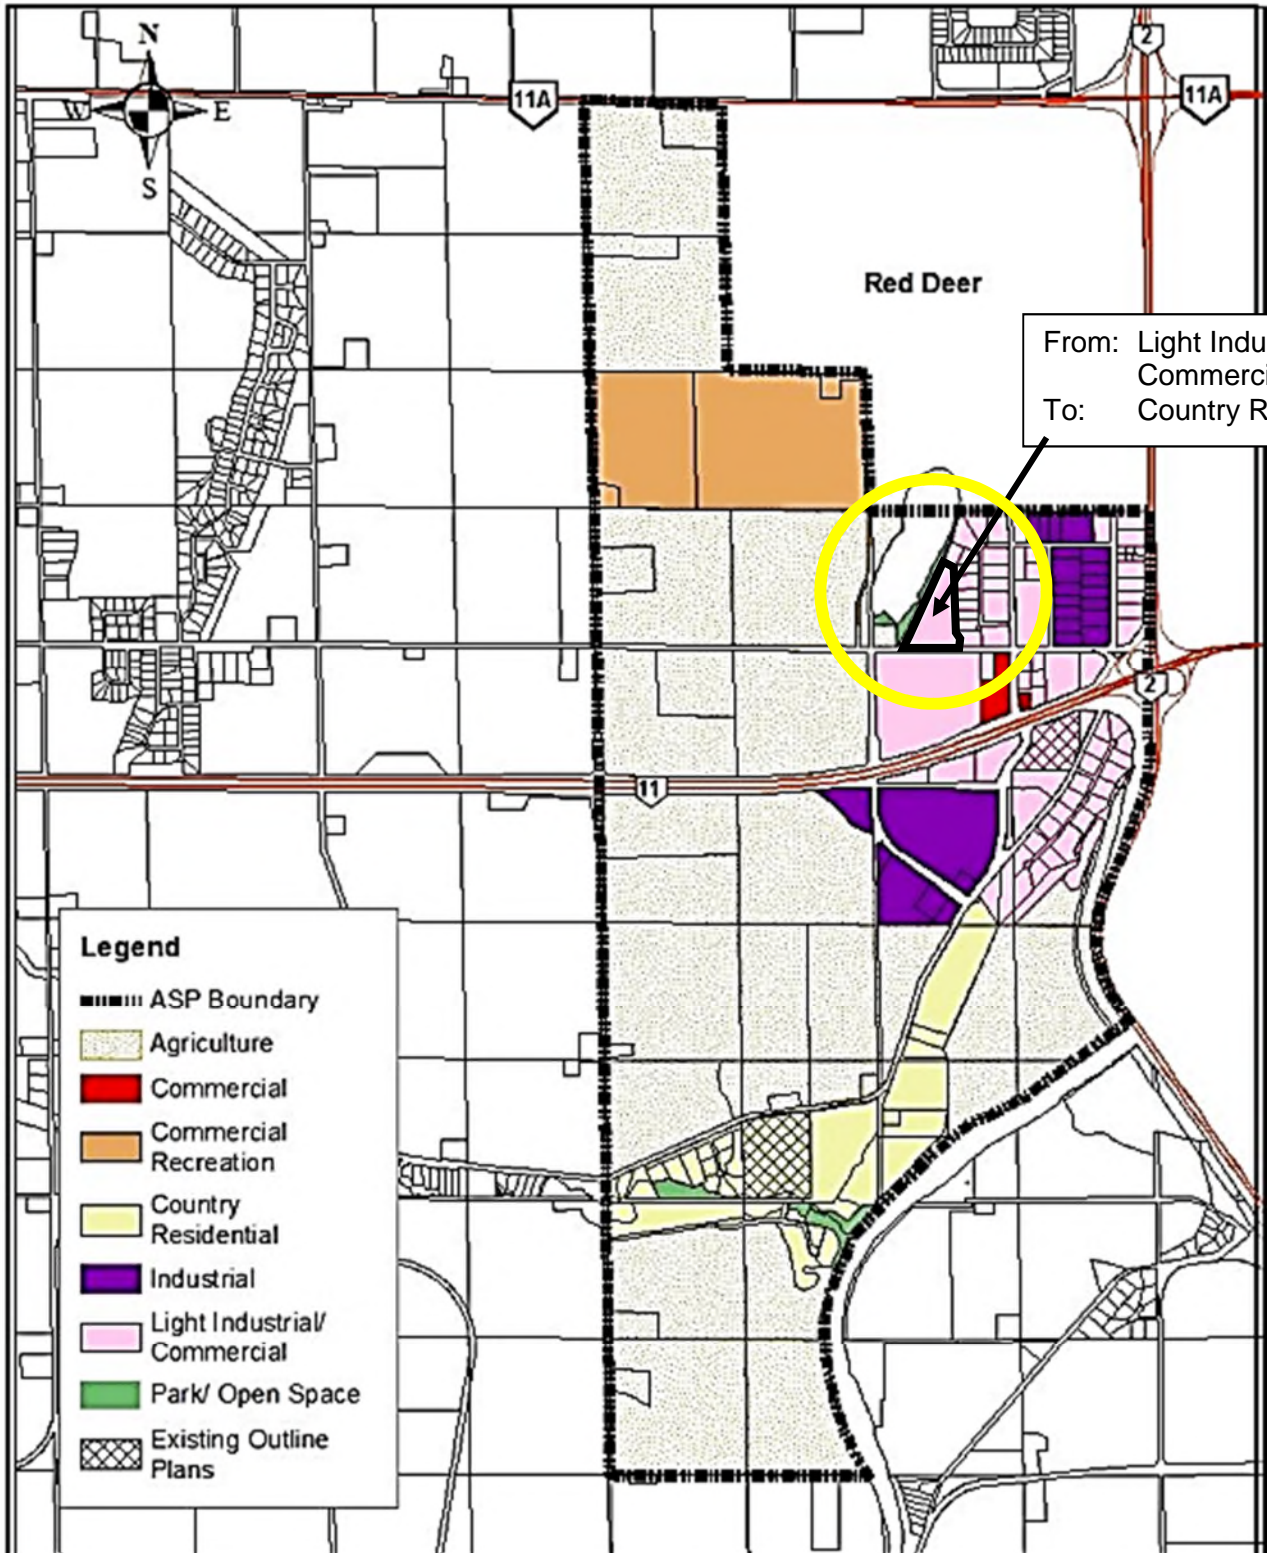 N
W
E
S
11A
2
11A
Red Deer
From: Light Indu
Commerci
To: Country R
2
11
Legend
ASP Boundary
Agriculture
Commercial
Commercial
Recreation
Country
Residential
Industrial
Light Industrial/
Commercial
Park/ Open Space
Existing Outline
Plans